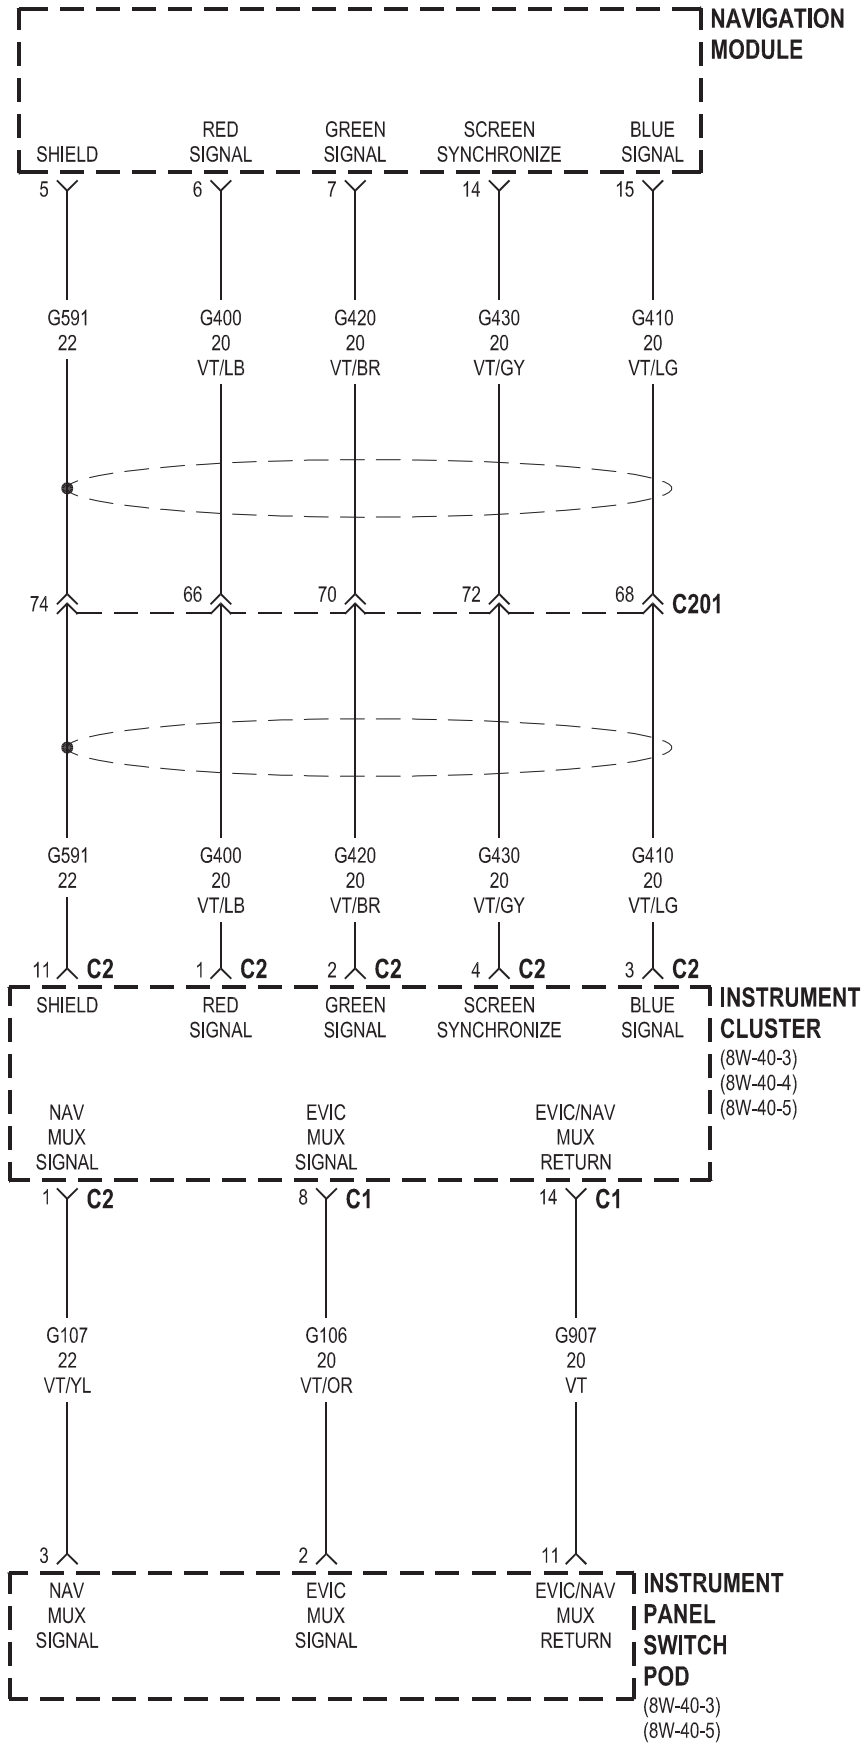 NAVIGATION
MODULE
RED GREEN SCREEN BLUE
SHIELD SIGNAL SIGNAL SYNCHRONIZE SIGNAL
5 6 7 14 15
G591 G400 G420 G430 G410
22 20 20 20 20
VT/LB VT/BR VT/GY VT/LG
74 66 70 72 68 C201
G591 G400 G420 G430 G410
22 20 20 20 20
VT/LB VT/BR VT/GY VT/LG
11 C2 1 C2 2 C2 4 C2 3 C2
SHIELD RED GREEN SCREEN BLUE
SIGNAL SIGNAL SYNCHRONIZE SIGNAL
INSTRUMENT
CLUSTER
(8W-40-3)
(8W-40-4)
(8W-40-5)
NAV EVIC EVIC/NAV
MUX MUX MUX
SIGNAL SIGNAL RETURN
1 C2 8 C1 14 C1
G107 G106 G907
22 20 20
VT/YL VT/OR VT
3 2 11
NAV EVIC EVIC/NAV
MUX MUX MUX
SIGNAL SIGNAL RETURN
INSTRUMENT
PANEL
SWITCH
POD
(8W-40-3)
(8W-40-5)